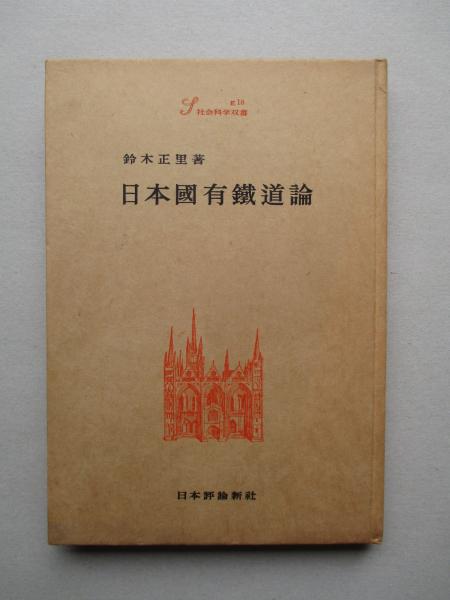 E 18
社会科学双書
鈴木正里著
日本國有鐵道論
日本評論新社